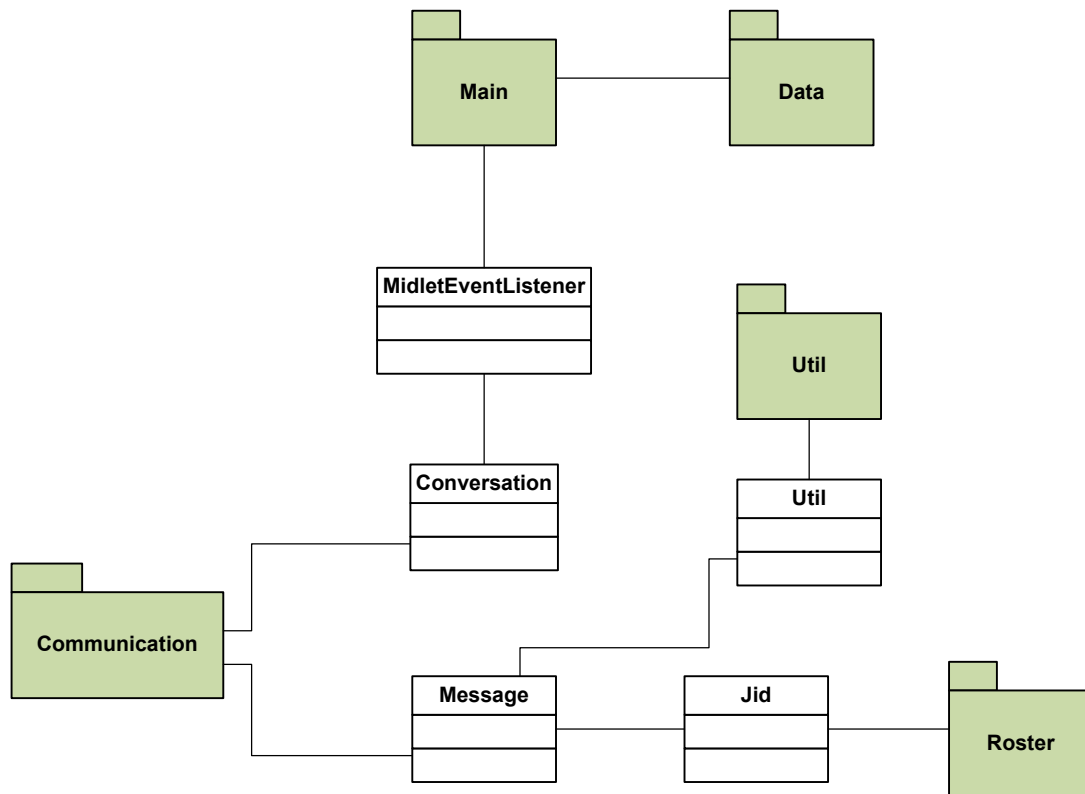 Main
Data
MidletEventListener
Util
Conversation
Util
Communication
Message
Jid
Roster